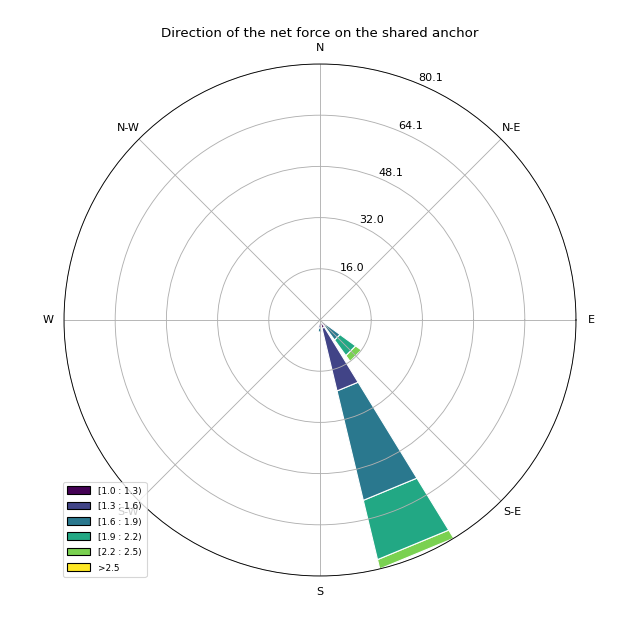 Direction of the net force on the shared anchor
N
N-W
N-E
W
E
S-W
S-E
S
80.1
64.1
48.1
32.0
16.0
[1.0 : 1.3)
[1.3 : 1.6)
[1.6 : 1.9)
[1.9 : 2.2)
[2.2 : 2.5)
>2.5